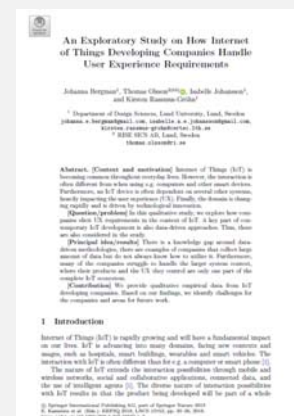 An Exploratory Study on How Internet
of Things Developing Companies Handle
User Experience Requirements
Johanna Bergman¹, Thomas Olsson², Isabelle Johansson¹,
and Kirsten Rassmus-Gröhn¹
¹ Department of Design Sciences, Lund University, Lund, Sweden
² RISE SICS AB, Lund, Sweden
Abstract. [Context and motivation] Internet of Things (IoT) is
becoming common throughout everyday lives. However, the interaction is
often different from when using e.g. computers and other smart devices.
Furthermore, an IoT device is often dependent on several other systems,
heavily impacting the user experience (UX). Finally, the domain is chang-
ing rapidly and is driven by technological innovation.
[Question/problem] In this qualitative study, we explore how com-
panies elicit UX requirements in the context of IoT. A key part of con-
temporary IoT development is also data-driven approaches. Thus, these
are also considered in the study.
[Principal idea/results] There is a knowledge gap around data-
driven methodologies, there are examples of companies that collect large
amount of data but do not always know how to utilize it. Furthermore,
many of the companies struggle to handle the larger system context,
where their products and the UX they control are only part of the
complete IoT ecosystem.
[Contribution] We provide qualitative empirical data from IoT
developing companies. Based on our findings, we identify challenges for
the companies and areas for future work.
1 Introduction
Internet of Things (IoT) is rapidly growing and will have a fundamental impact
on our lives. IoT is advancing into many domains, facing new contexts and
usages, such as hospitals, smart buildings, wearables and smart vehicles. The
interaction with IoT is often different than for e.g. a computer or smart phone
The nature of IoT extends the interaction possibilities through mobile and
wireless networks, social and collaborative applications, connected data, and
the use of intelligent agents. The diverse nature of interaction possibilities
with IoT results in that the product being developed will be part of a whole